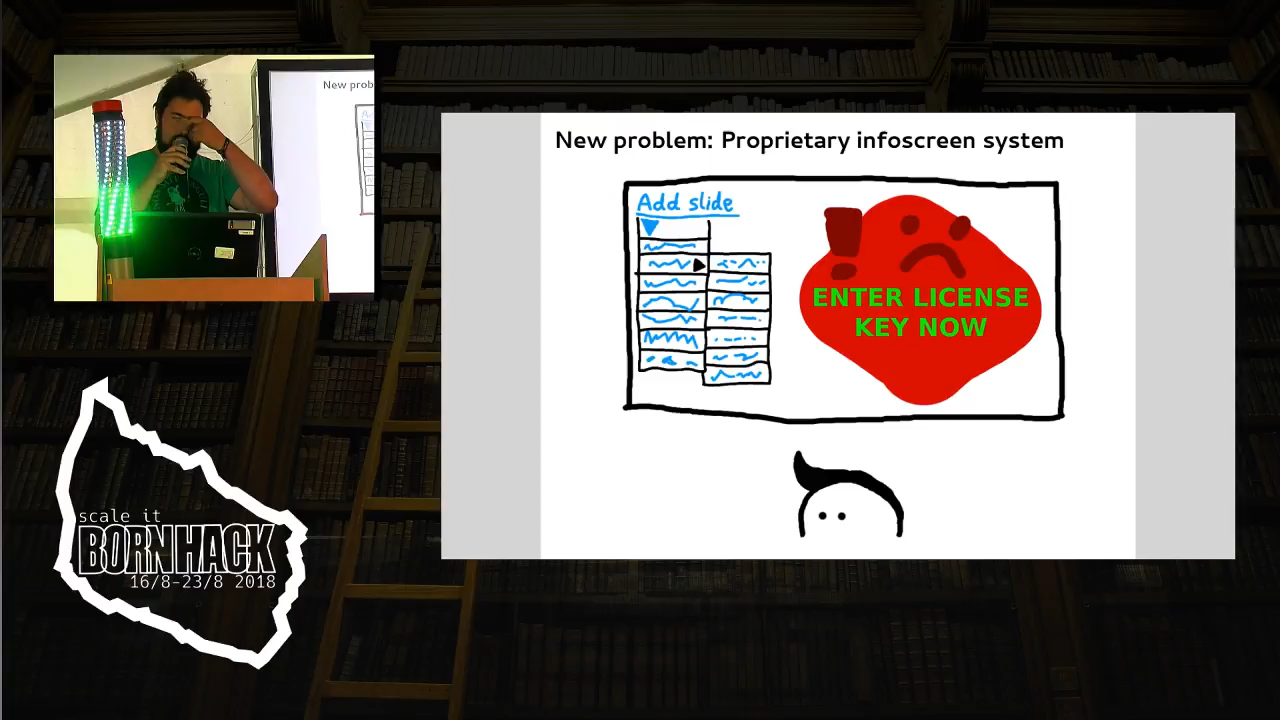 New prob
New problem: Proprietary infoscreen system
Add slide
ENTER LICENSE
KEY NOW
scale it
BORNHACK
16/8-23/8 2018